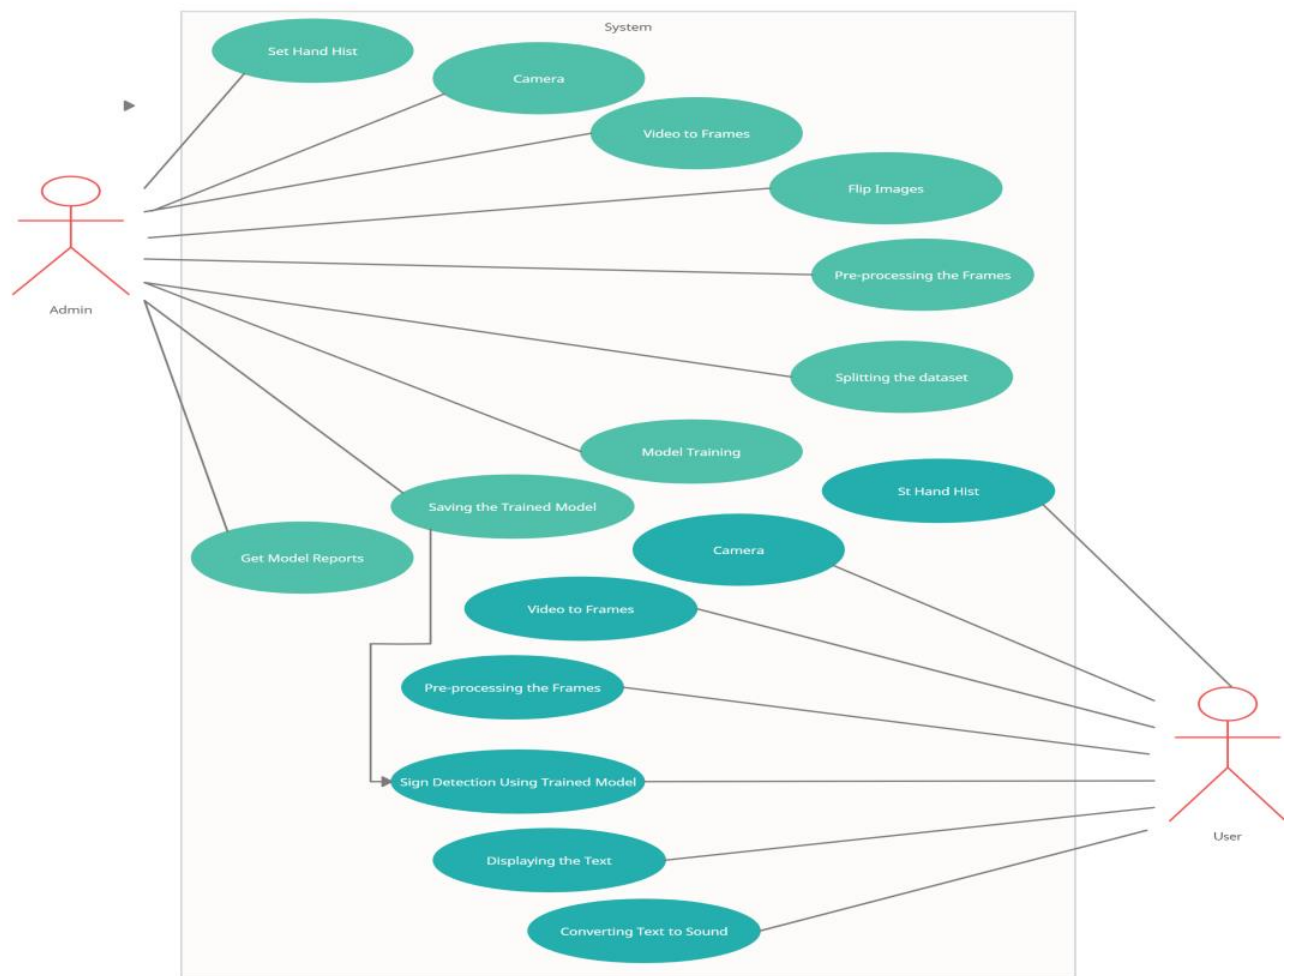 System
Set Hand Hist
Camera
Video to Frames
Flip Images
Pre-processing the Frames
Admin
Splitting the dataset
Model Training
St Hand Hist
Saving the Trained Model
Camera
Get Model Reports
Video to Frames
Pre-processing the Frames
Sign Detection Using Trained Model
User
Displaying the Text
Converting Text to Sound